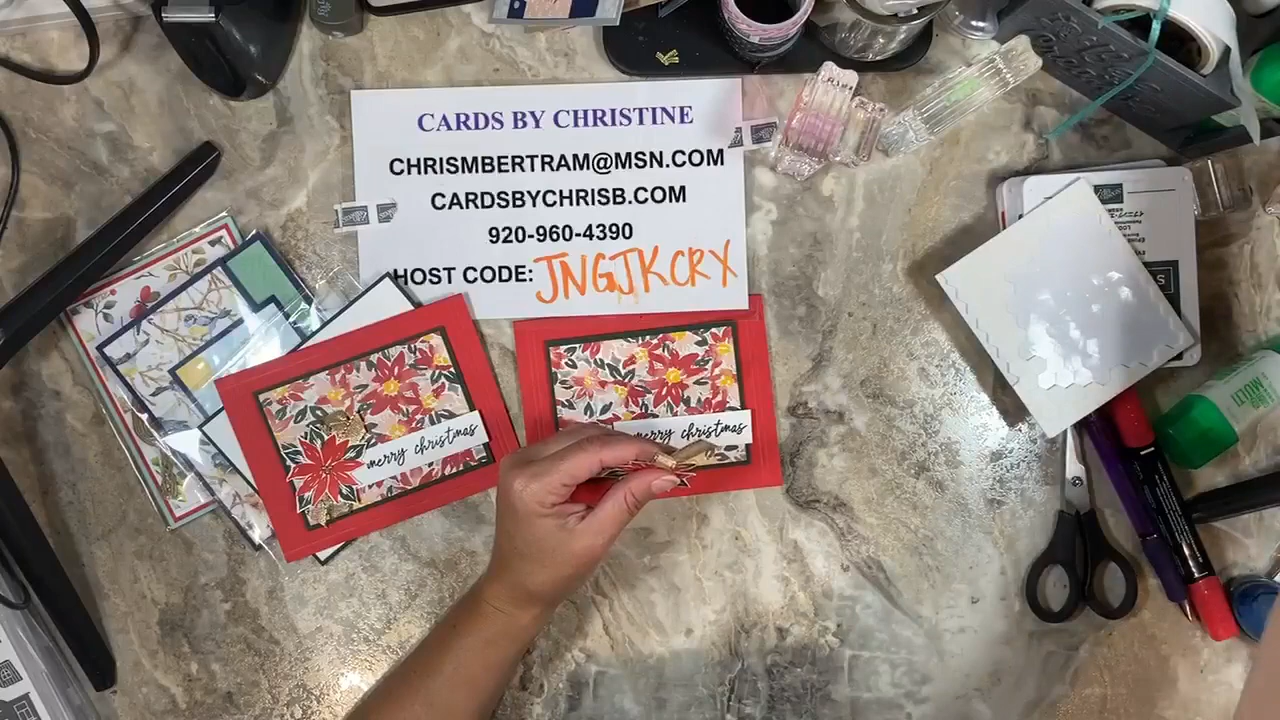 CARDS BY CHRISTINE
CHRISMBERTRAM@MSN.COM
CARDSBYCHRISB.COM
920-960-4390
HOST CODE: JNGJKCRX
merry christmas
merry christmas